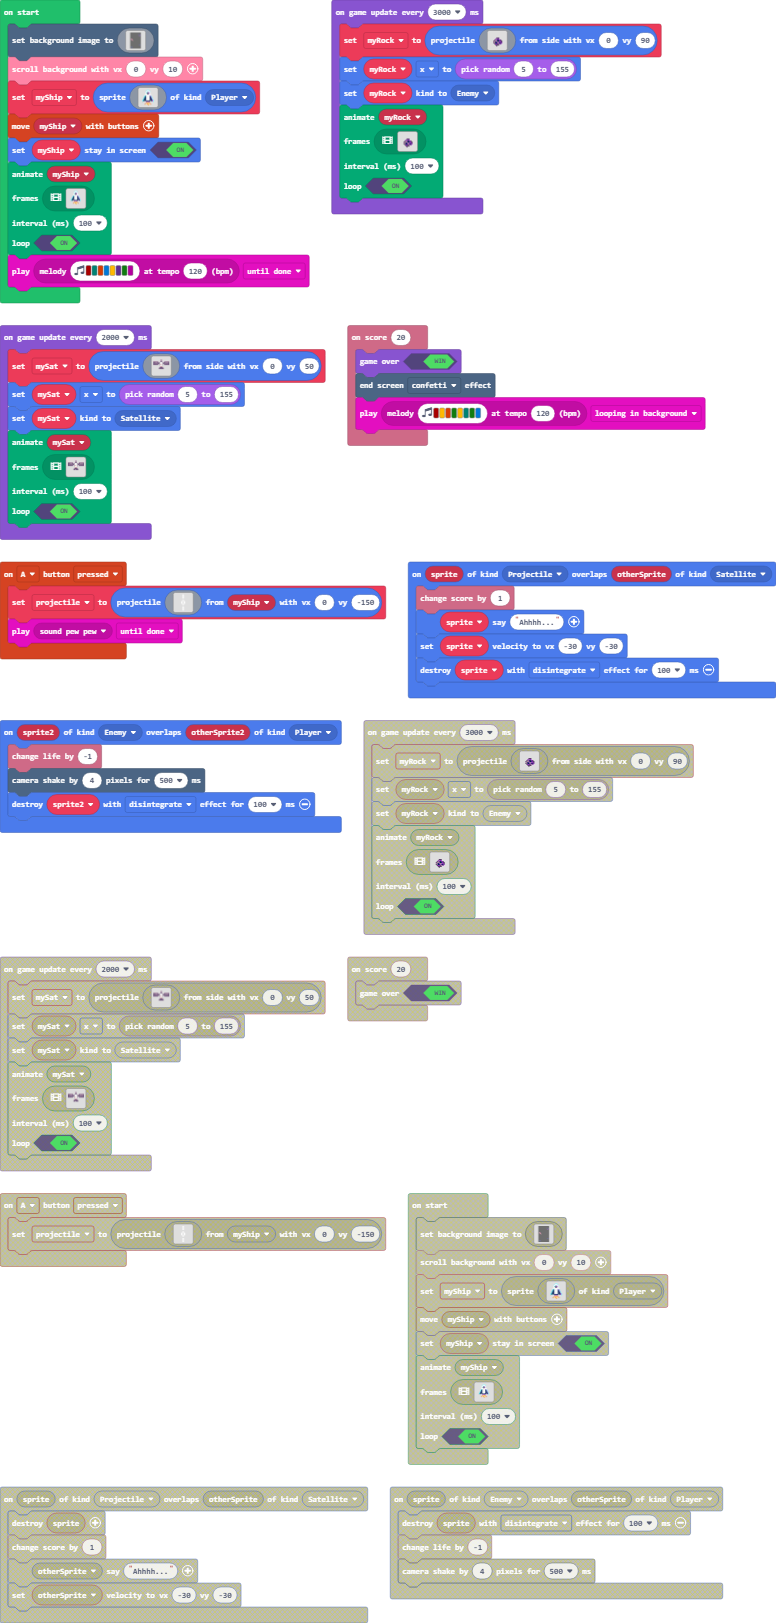 on start
set background image to
scroll background with vx 0 vy 10
set myShip to sprite of kind Player
move myShip with buttons
set myShip stay in screen ON
animate myShip
frames
interval (ms) 100
loop ON
play melody at tempo 120 (bpm) until done
on game update every 3000 ms
set myRock to projectile from side with vx 0 vy 90
set myRock x to pick random 5 to 155
set myRock kind to Enemy
animate myRock
frames
interval (ms) 100
loop ON
on game update every 2000 ms
set mySat to projectile from side with vx 0 vy 50
set mySat x to pick random 5 to 155
set mySat kind to Satellite
animate mySat
frames
interval (ms) 100
loop ON
on score 20
game over WIN
end screen confetti effect
play melody at tempo 120 (bpm) looping in background
on A button pressed
set projectile to projectile from myShip with vx 0 vy -150
play sound pew pew until done
on sprite of kind Projectile overlaps otherSprite of kind Satellite
change score by 1
sprite say "Ahhhh..."
set sprite velocity to vx -30 vy -30
destroy sprite with disintegrate effect for 100 ms
on sprite2 of kind Enemy overlaps otherSprite2 of kind Player
change life by -1
camera shake by 4 pixels for 500 ms
destroy sprite2 with disintegrate effect for 100 ms
on game update every 3000 ms
set myRock to projectile from side with vx 0 vy 90
set myRock x to pick random 5 to 155
set myRock kind to Enemy
animate myRock
frames
interval (ms) 100
loop ON
on game update every 2000 ms
set mySat to projectile from side with vx 0 vy 50
set mySat x to pick random 5 to 155
set mySat kind to Satellite
animate mySat
frames
interval (ms) 100
loop ON
on score 20
game over WIN
on A button pressed
set projectile to projectile from myShip with vx 0 vy -150
on start
set background image to
scroll background with vx 0 vy 10
set myShip to sprite of kind Player
move myShip with buttons
set myShip stay in screen ON
animate myShip
frames
interval (ms) 100
loop ON
on sprite of kind Projectile overlaps otherSprite of kind Satellite
destroy sprite
change score by 1
otherSprite say "Ahhhh..."
set otherSprite velocity to vx -30 vy -30
on sprite of kind Enemy overlaps otherSprite of kind Player
destroy sprite with disintegrate effect for 100 ms
change life by -1
camera shake by 4 pixels for 500 ms